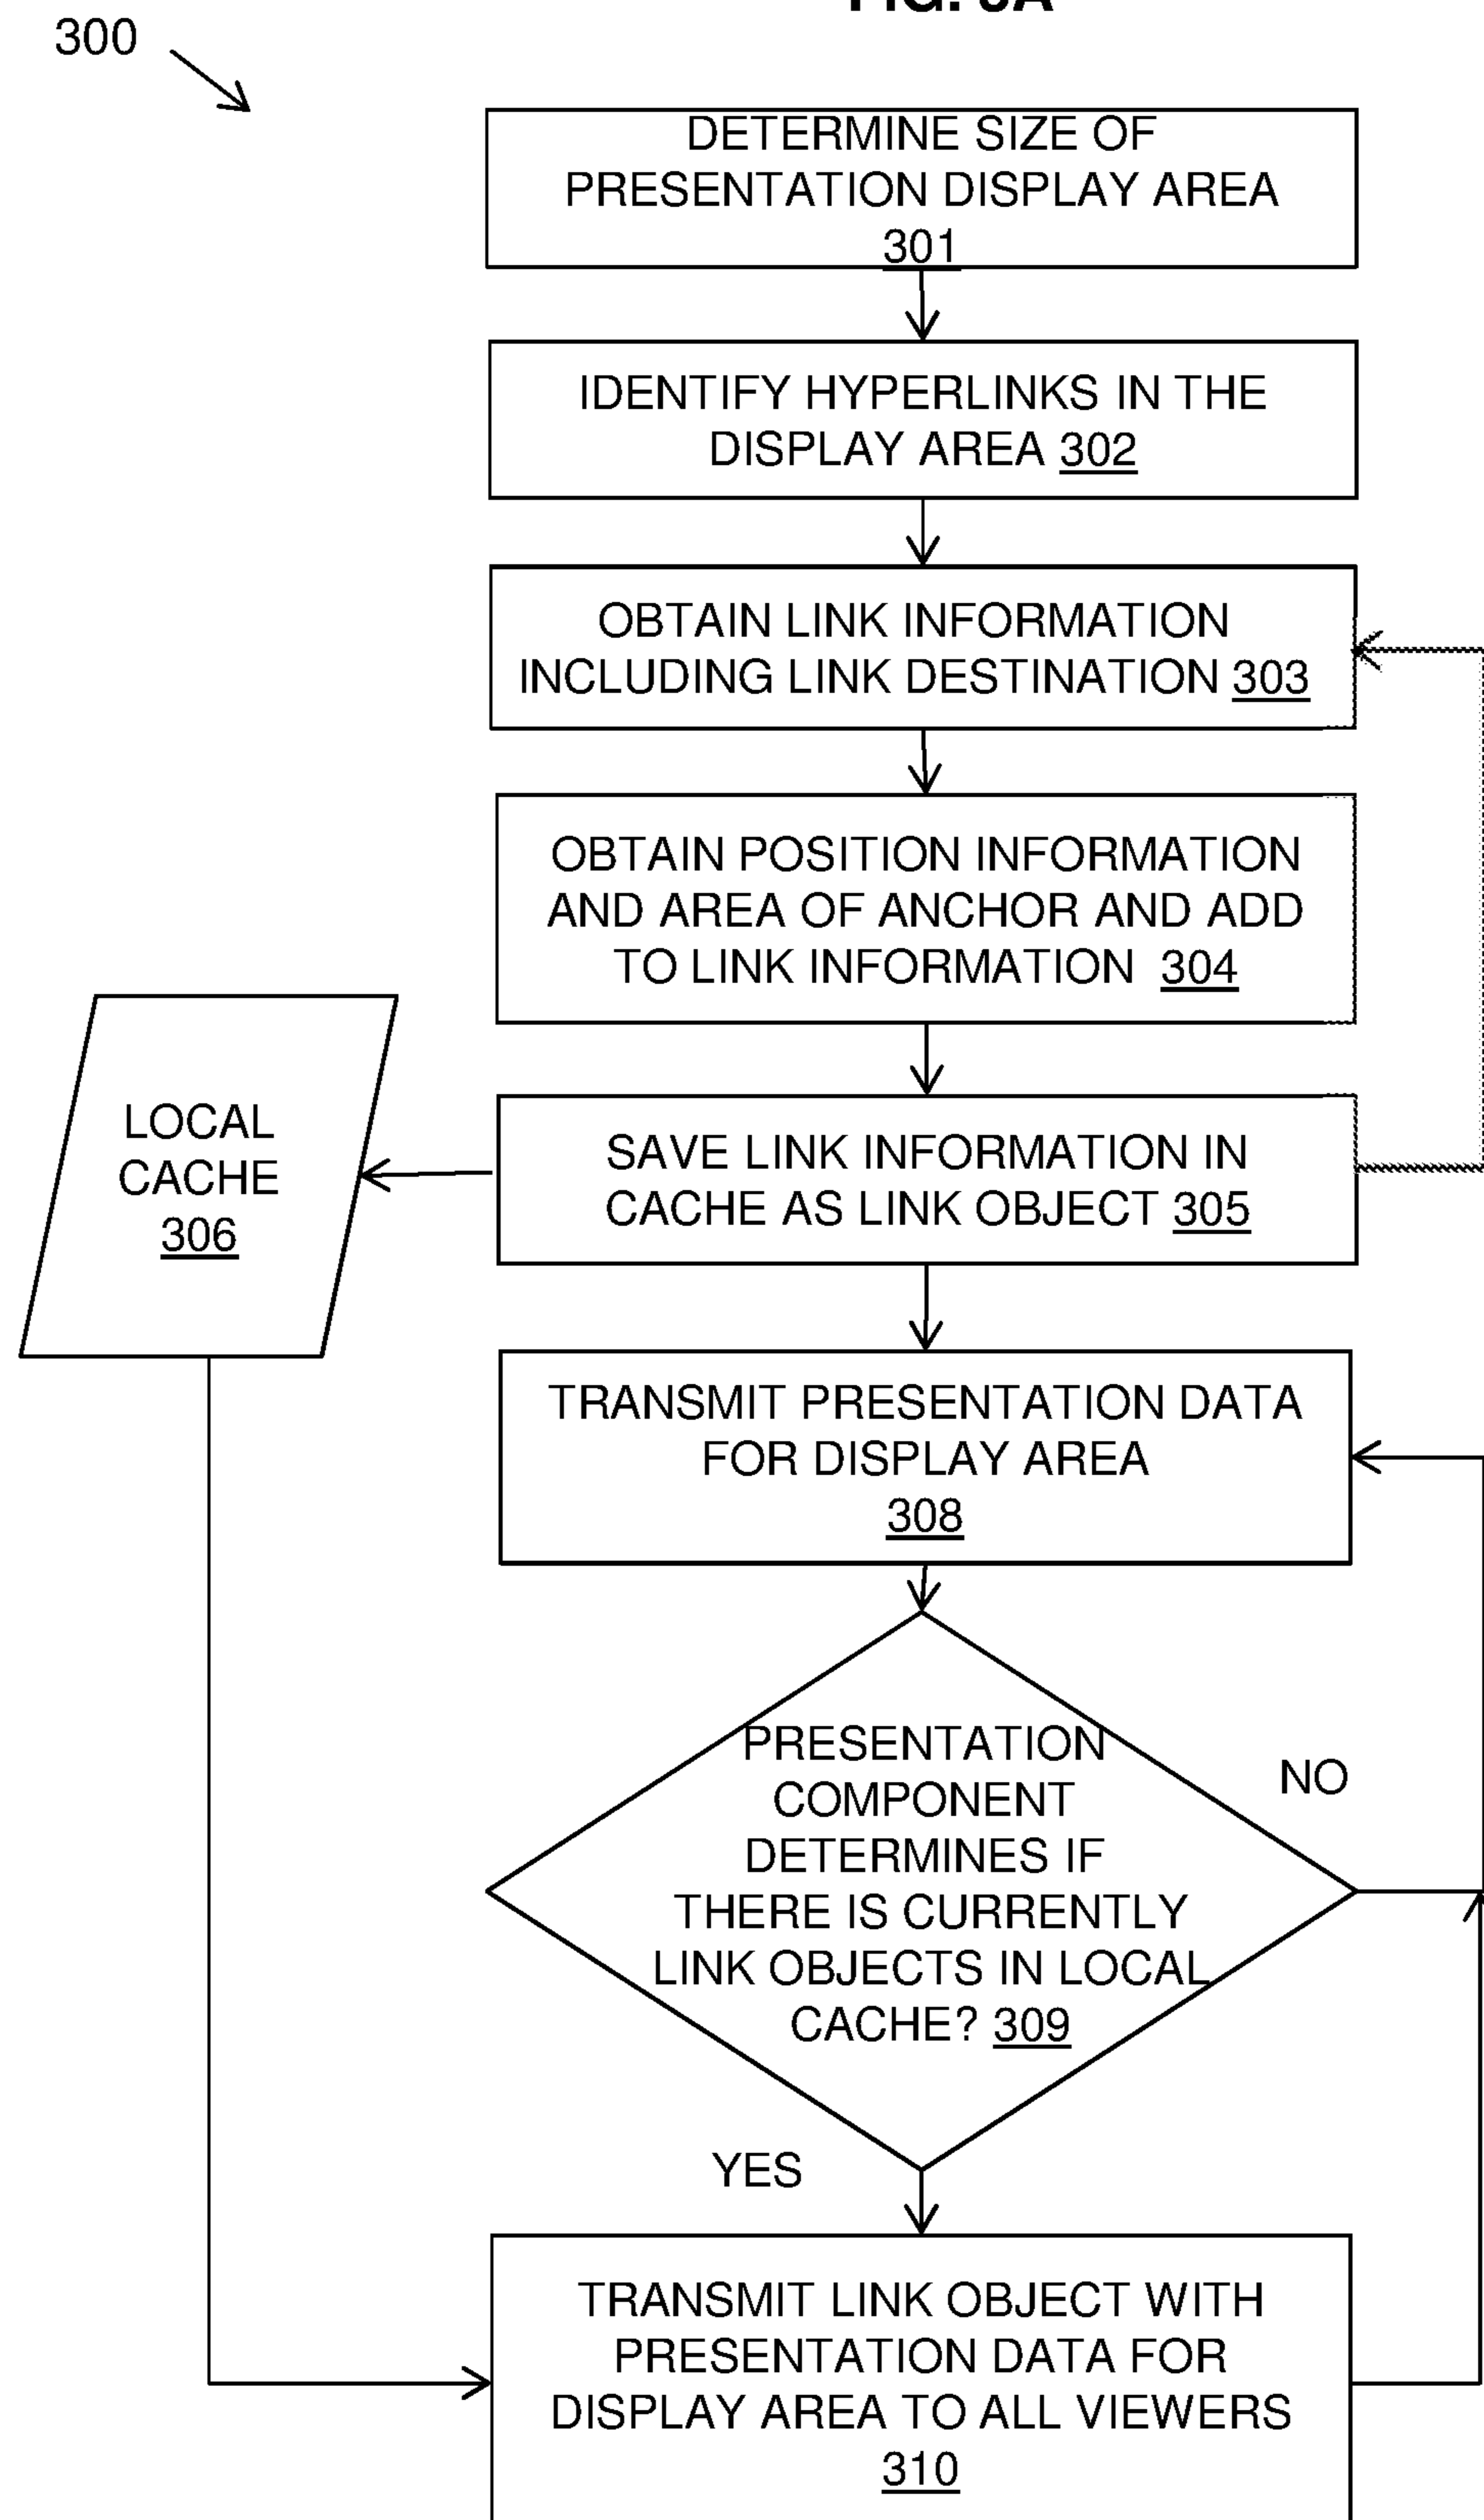 300
DETERMINE SIZE OF
PRESENTATION DISPLAY AREA
301
IDENTIFY HYPERLINKS IN THE
DISPLAY AREA 302
OBTAIN LINK INFORMATION
INCLUDING LINK DESTINATION 303
OBTAIN POSITION INFORMATION
AND AREA OF ANCHOR AND ADD
TO LINK INFORMATION 304
LOCAL
CACHE
306
SAVE LINK INFORMATION IN
CACHE AS LINK OBJECT 305
TRANSMIT PRESENTATION DATA
FOR DISPLAY AREA
308
PRESENTATION
COMPONENT
DETERMINES IF
THERE IS CURRENTLY
LINK OBJECTS IN LOCAL
CACHE? 309
NO
YES
TRANSMIT LINK OBJECT WITH
PRESENTATION DATA FOR
DISPLAY AREA TO ALL VIEWERS
310